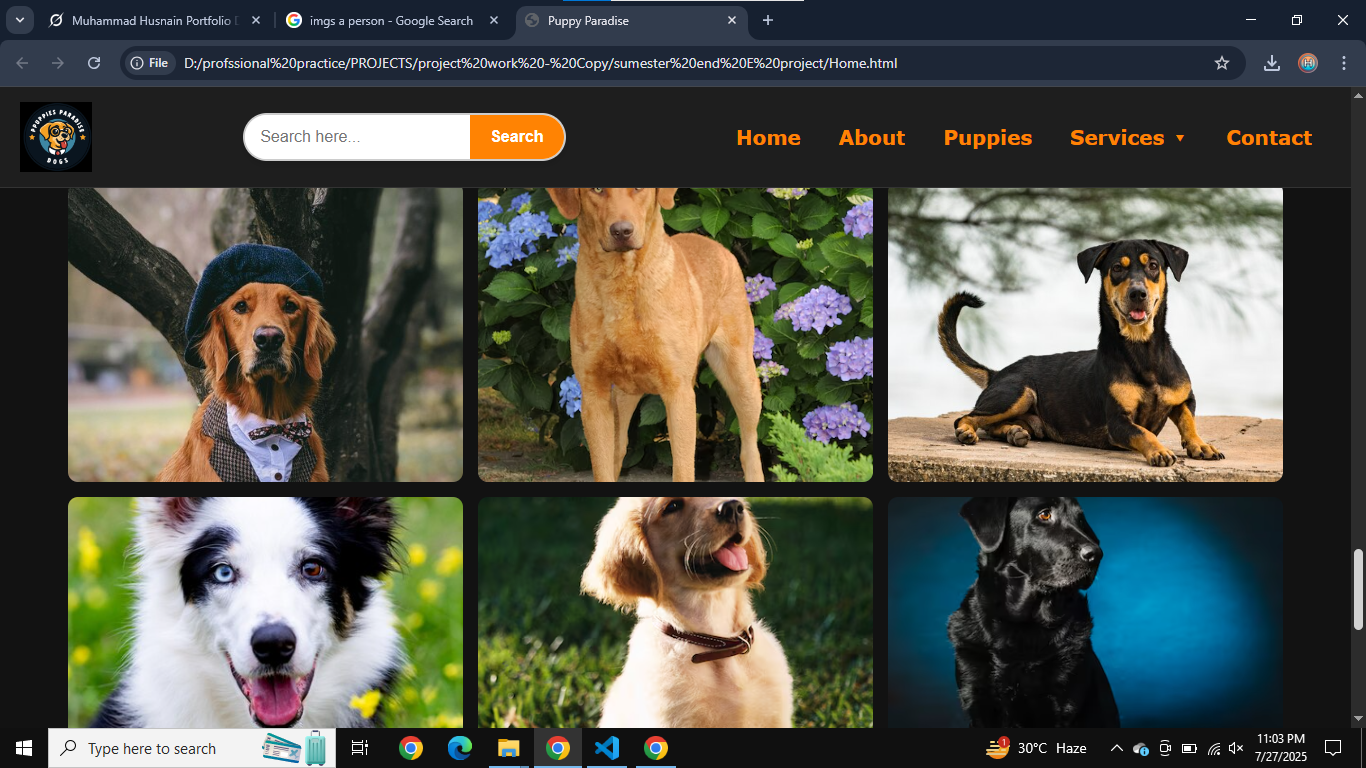 Muhammad Husnain Portfolio D
imgs a person - Google Search
Puppy Paradise
File
D:/profssional%20practice/PROJECTS/project%20work%20-%20Copy/sumester%20end%20E%20project/Home.html
PPUPPIES PARADISE
DOGS
Search here...
Search
Home
About
Puppies
Services
Contact
Type here to search
1
30°C Haze
11:03 PM
7/27/2025